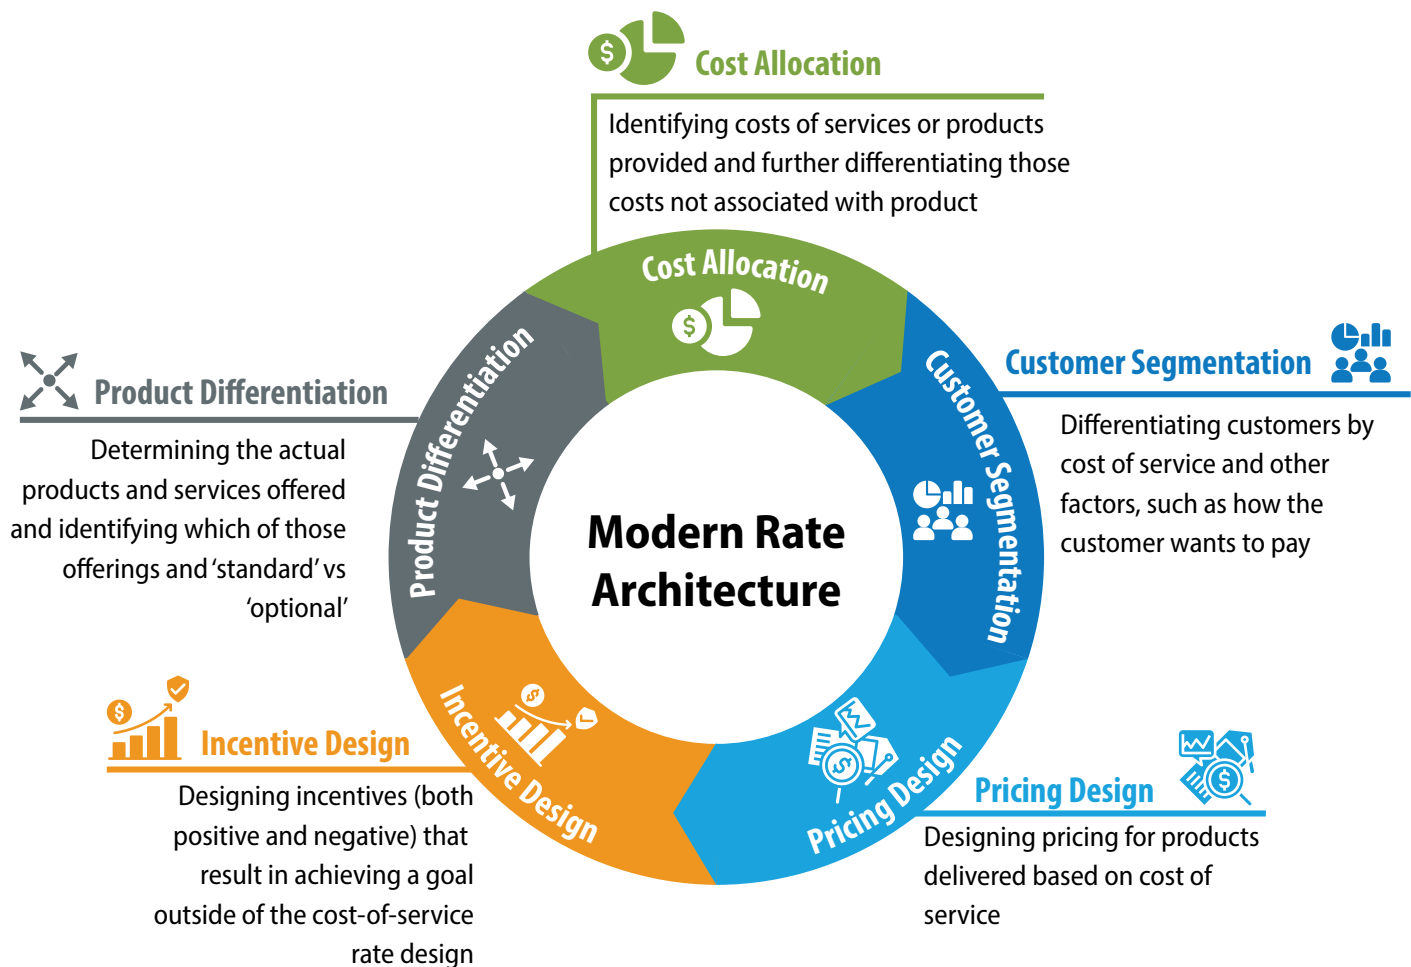 Cost Allocation
Identifying costs of services or products
provided and further differentiating those
costs not associated with product
Cost Allocation
Customer Segmentation
Differentiating customers by
cost of service and other
factors, such as how the
customer wants to pay
Customer Segmentation
Product Differentiation
Determining the actual
products and services offered
and identifying which of those
offerings and ‘standard’ vs
‘optional’
Product Differentiation
Modern Rate
Architecture
Incentive Design
Designing incentives (both
positive and negative) that
result in achieving a goal
outside of the cost-of-service
rate design
Incentive Design
Pricing Design
Pricing Design
Designing pricing for products
delivered based on cost of
service